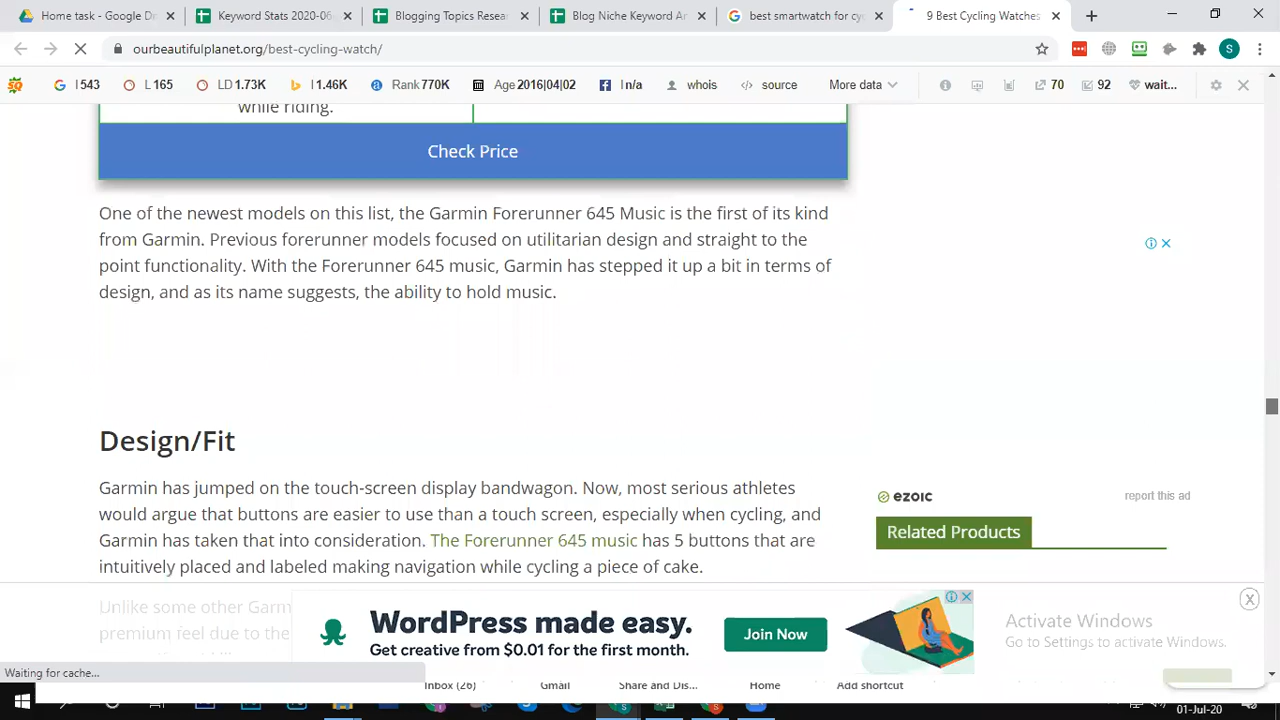 Home task - Google D
Keyword Stats 2020-06
Blogging Topic Resea
Blog Niche Keyword An
best smartwatch for cyc
9 Best Cycling Watches
ourbeautifulplanet.org/best-cycling-watch/
S
I 543
L 165
LD 1.73K
I 1.46K
Rank 770K
Age 2016|04|02
I n/a
whois
source
More data
70
92
wait...
while riding.
Check Price
One of the newest models on this list, the Garmin Forerunner 645 Music is the first of its kind
from Garmin. Previous forerunner models focused on utilitarian design and straight to the
point functionality. With the Forerunner 645 music, Garmin has stepped it up a bit in terms of
design, and as its name suggests, the ability to hold music.
Design/Fit
Garmin has jumped on the touch-screen display bandwagon. Now, most serious athletes
would argue that buttons are easier to use than a touch screen, especially when cycling, and
Garmin has taken that into consideration. The Forerunner 645 music has 5 buttons that are
intuitively placed and labeled making navigation while cycling a piece of cake.
Unlike some other Garm
premium feel due to the
ezoic
report this ad
Related Products
WordPress made easy.
Get creative from $0.01 for the first month.
Join Now
Activate Windows
Go to Settings to activate Windows.
Waiting for cache...
Inbox (26)
Gmail
Share and Dis...
Home
Add shortcut
01-Jul-20